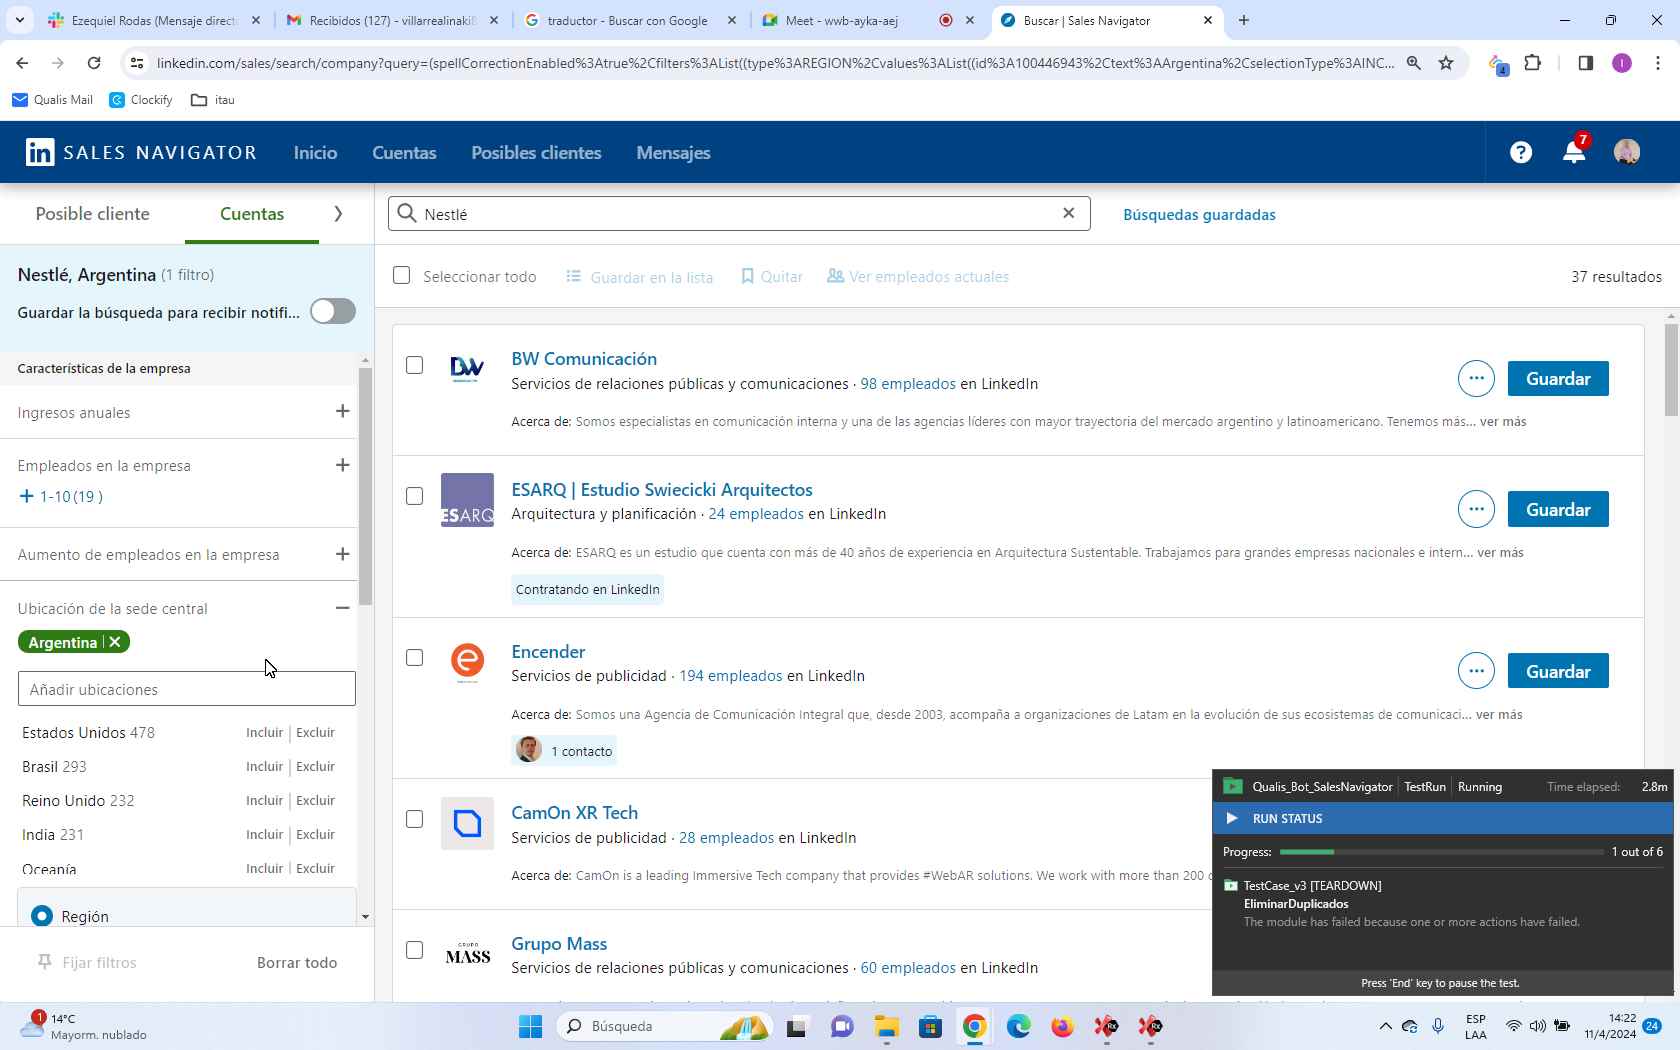 Ezequiel Rodas (Mensaje direct
Recibidos (127) - villarrealinaki
traductor - Buscar con Google
Meet - wwb-ayka-aej
Buscar | Sales Navigator
linkedin.com/sales/search/company?query=(spellCorrectionEnabled%3Atrue%2Cfilters%3AList((type%3AREGION%2Cvalues%3AList((id%3A100446943%2Ctext%3AArgentina%2CselectionType%3AINC...
4
I
Qualis Mail
Clockify
itau
in SALES NAVIGATOR
Inicio
Cuentas
Posibles clientes
Mensajes
7
Posible cliente
Cuentas
Nestlé
Búsquedas guardadas
Nestlé, Argentina (1 filtro)
Guardar la búsqueda para recibir notifi...
Seleccionar todo
Guardar en la lista
Quitar
Ver empleados actuales
37 resultados
Características de la empresa
Ingresos anuales
Empleados en la empresa
1-10 (19 )
Aumento de empleados en la empresa
Ubicación de la sede central
Argentina
Añadir ubicaciones
Estados Unidos 478 Incluir Excluir
Brasil 293 Incluir Excluir
Reino Unido 232 Incluir Excluir
India 231 Incluir Excluir
Oceanía Incluir Excluir
Región
Fijar filtros
Borrar todo
BW Comunicación
Servicios de relaciones públicas y comunicaciones · 98 empleados en LinkedIn
Acerca de: Somos especialistas en comunicación interna y una de las agencias líderes con mayor trayectoria del mercado argentino y latinoamericano. Tenemos más... ver más
Guardar
ESARQ
ESARQ | Estudio Swiecicki Arquitectos
Arquitectura y planificación · 24 empleados en LinkedIn
Acerca de: ESARQ es un estudio que cuenta con más de 40 años de experiencia en Arquitectura Sustentable. Trabajamos para grandes empresas nacionales e intern... ver más
Contratando en LinkedIn
Guardar
Encender
Servicios de publicidad · 194 empleados en LinkedIn
Acerca de: Somos una Agencia de Comunicación Integral que, desde 2003, acompaña a organizaciones de Latam en la evolución de sus ecosistemas de comunicaci... ver más
1 contacto
Guardar
CamOn XR Tech
Servicios de publicidad · 28 empleados en LinkedIn
Acerca de: CamOn is a leading Immersive Tech company that provides #WebAR solutions. We work with more than 200 c
GRUPO
MASS
Grupo Mass
Servicios de relaciones públicas y comunicaciones · 60 empleados en LinkedIn
Qualis_Bot_SalesNavigator TestRun Running Time elapsed: 2.8m
RUN STATUS
Progress: 1 out of 6
TestCase_v3 [TEARDOWN]
EliminarDuplicados
The module has failed because one or more actions have failed.
Press 'End' key to pause the test.
1
14°C
Mayorm. nublado
Búsqueda
Rx
Rx
ESP
LAA
14:22
11/4/2024
24